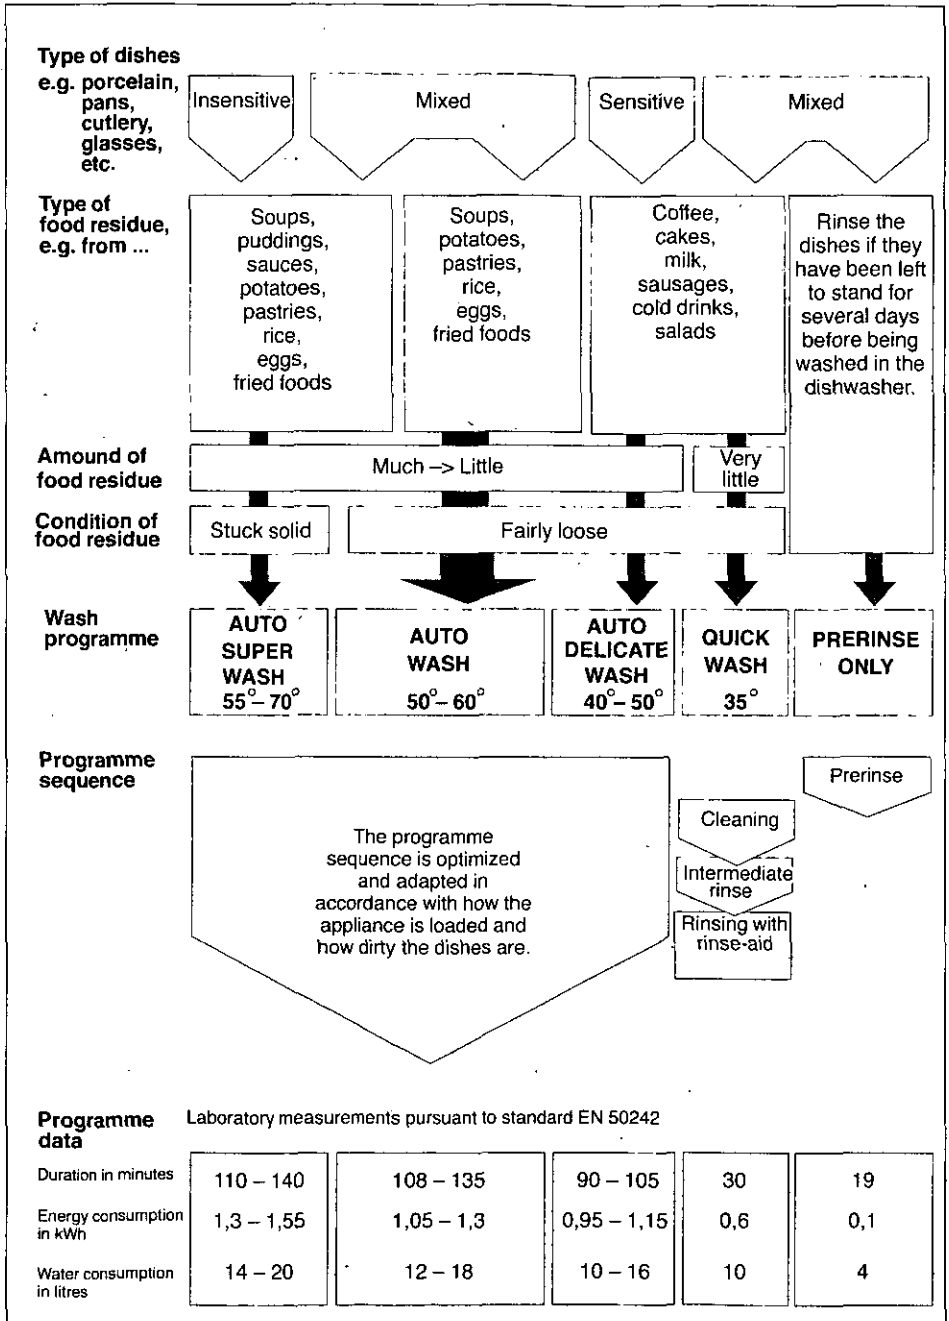 Type of dishes
e.g. porcelain,
pans,
cutlery,
glasses,
etc.
Insensitive
Mixed
Sensitive
Mixed
Type of
food residue,
e.g. from ...
Soups,
puddings,
sauces,
potatoes,
pastries,
rice,
eggs,
fried foods
Soups,
potatoes,
pastries,
rice,
eggs,
fried foods
Coffee,
cakes,
milk,
sausages,
cold drinks,
salads
Rinse the
dishes if they
have been left
to stand for
several days
before being
washed in the
dishwasher.
Amount of
food residue
Much –> Little
Very
little
Condition of
food residue
Stuck solid
Fairly loose
Wash
programme
AUTO
SUPER
WASH
55°–70°
AUTO
WASH
50°–60°
AUTO
DELICATE
WASH
40°–50°
QUICK
WASH
35°
PRERINSE
ONLY
Programme
sequence
The programme
sequence is optimized
and adapted in
accordance with how the
appliance is loaded and
how dirty the dishes are.
Cleaning
Intermediate
rinse
Rinsing with
rinse-aid
Prerinse
Programme
data
Laboratory measurements pursuant to standard EN 50242
Duration in minutes
110 – 140
108 – 135
90 – 105
30
19
Energy consumption
in kWh
1,3 – 1,55
1,05 – 1,3
0,95 – 1,15
0,6
0,1
Water consumption
in litres
14 – 20
12 – 18
10 – 16
10
4